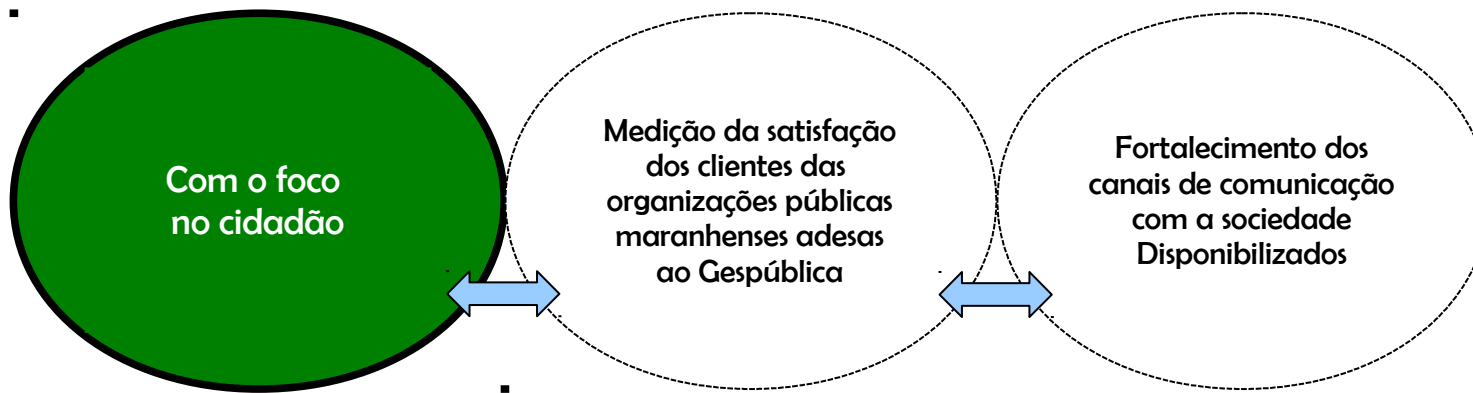 Com o foco
no cidadão
Medição da satisfação
dos clientes das
organizações públicas
maranhenses adesas
ao Gespública
Fortalecimento dos
canais de comunicação
com a sociedade
Disponibilizados